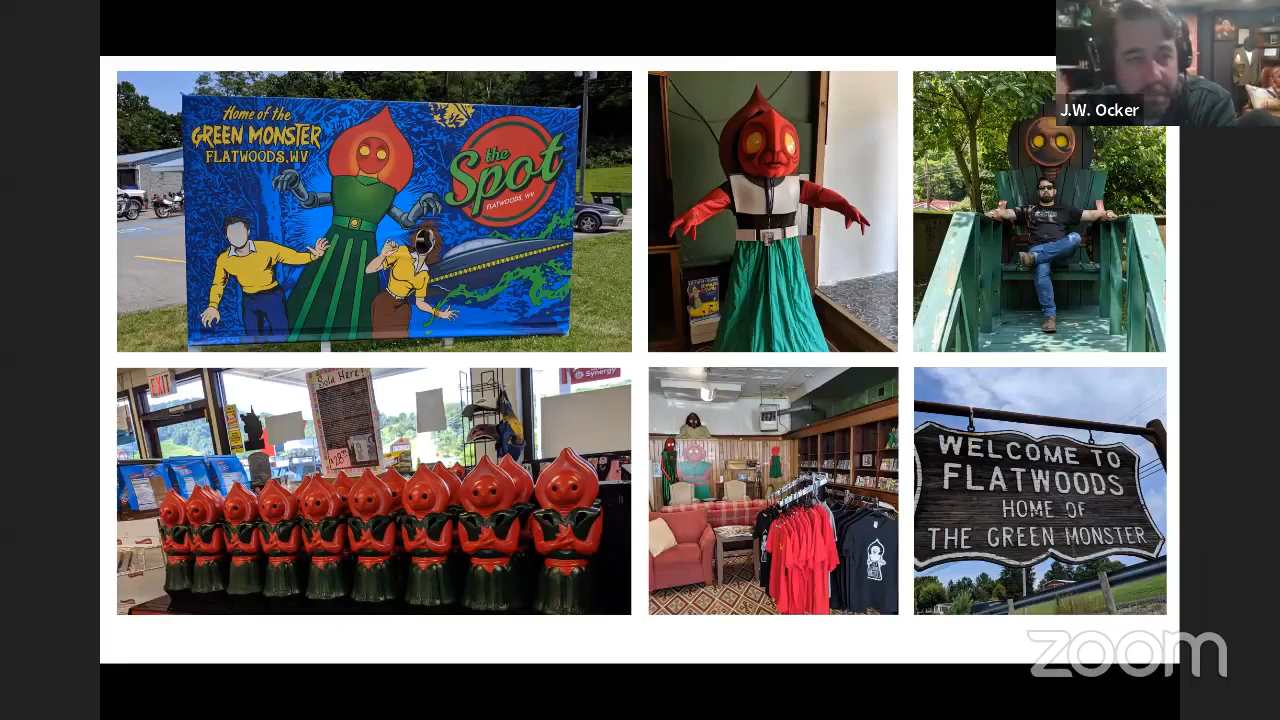 J.W. Ocker
Home of the
GREEN MONSTER
FLATWOODS,WV
the
Spot
FLATWOODS, WV
EXIT
Sold Here!
Synergy
WELCOME TO
FLATWOODS
HOME OF
THE GREEN MONSTER
zoom